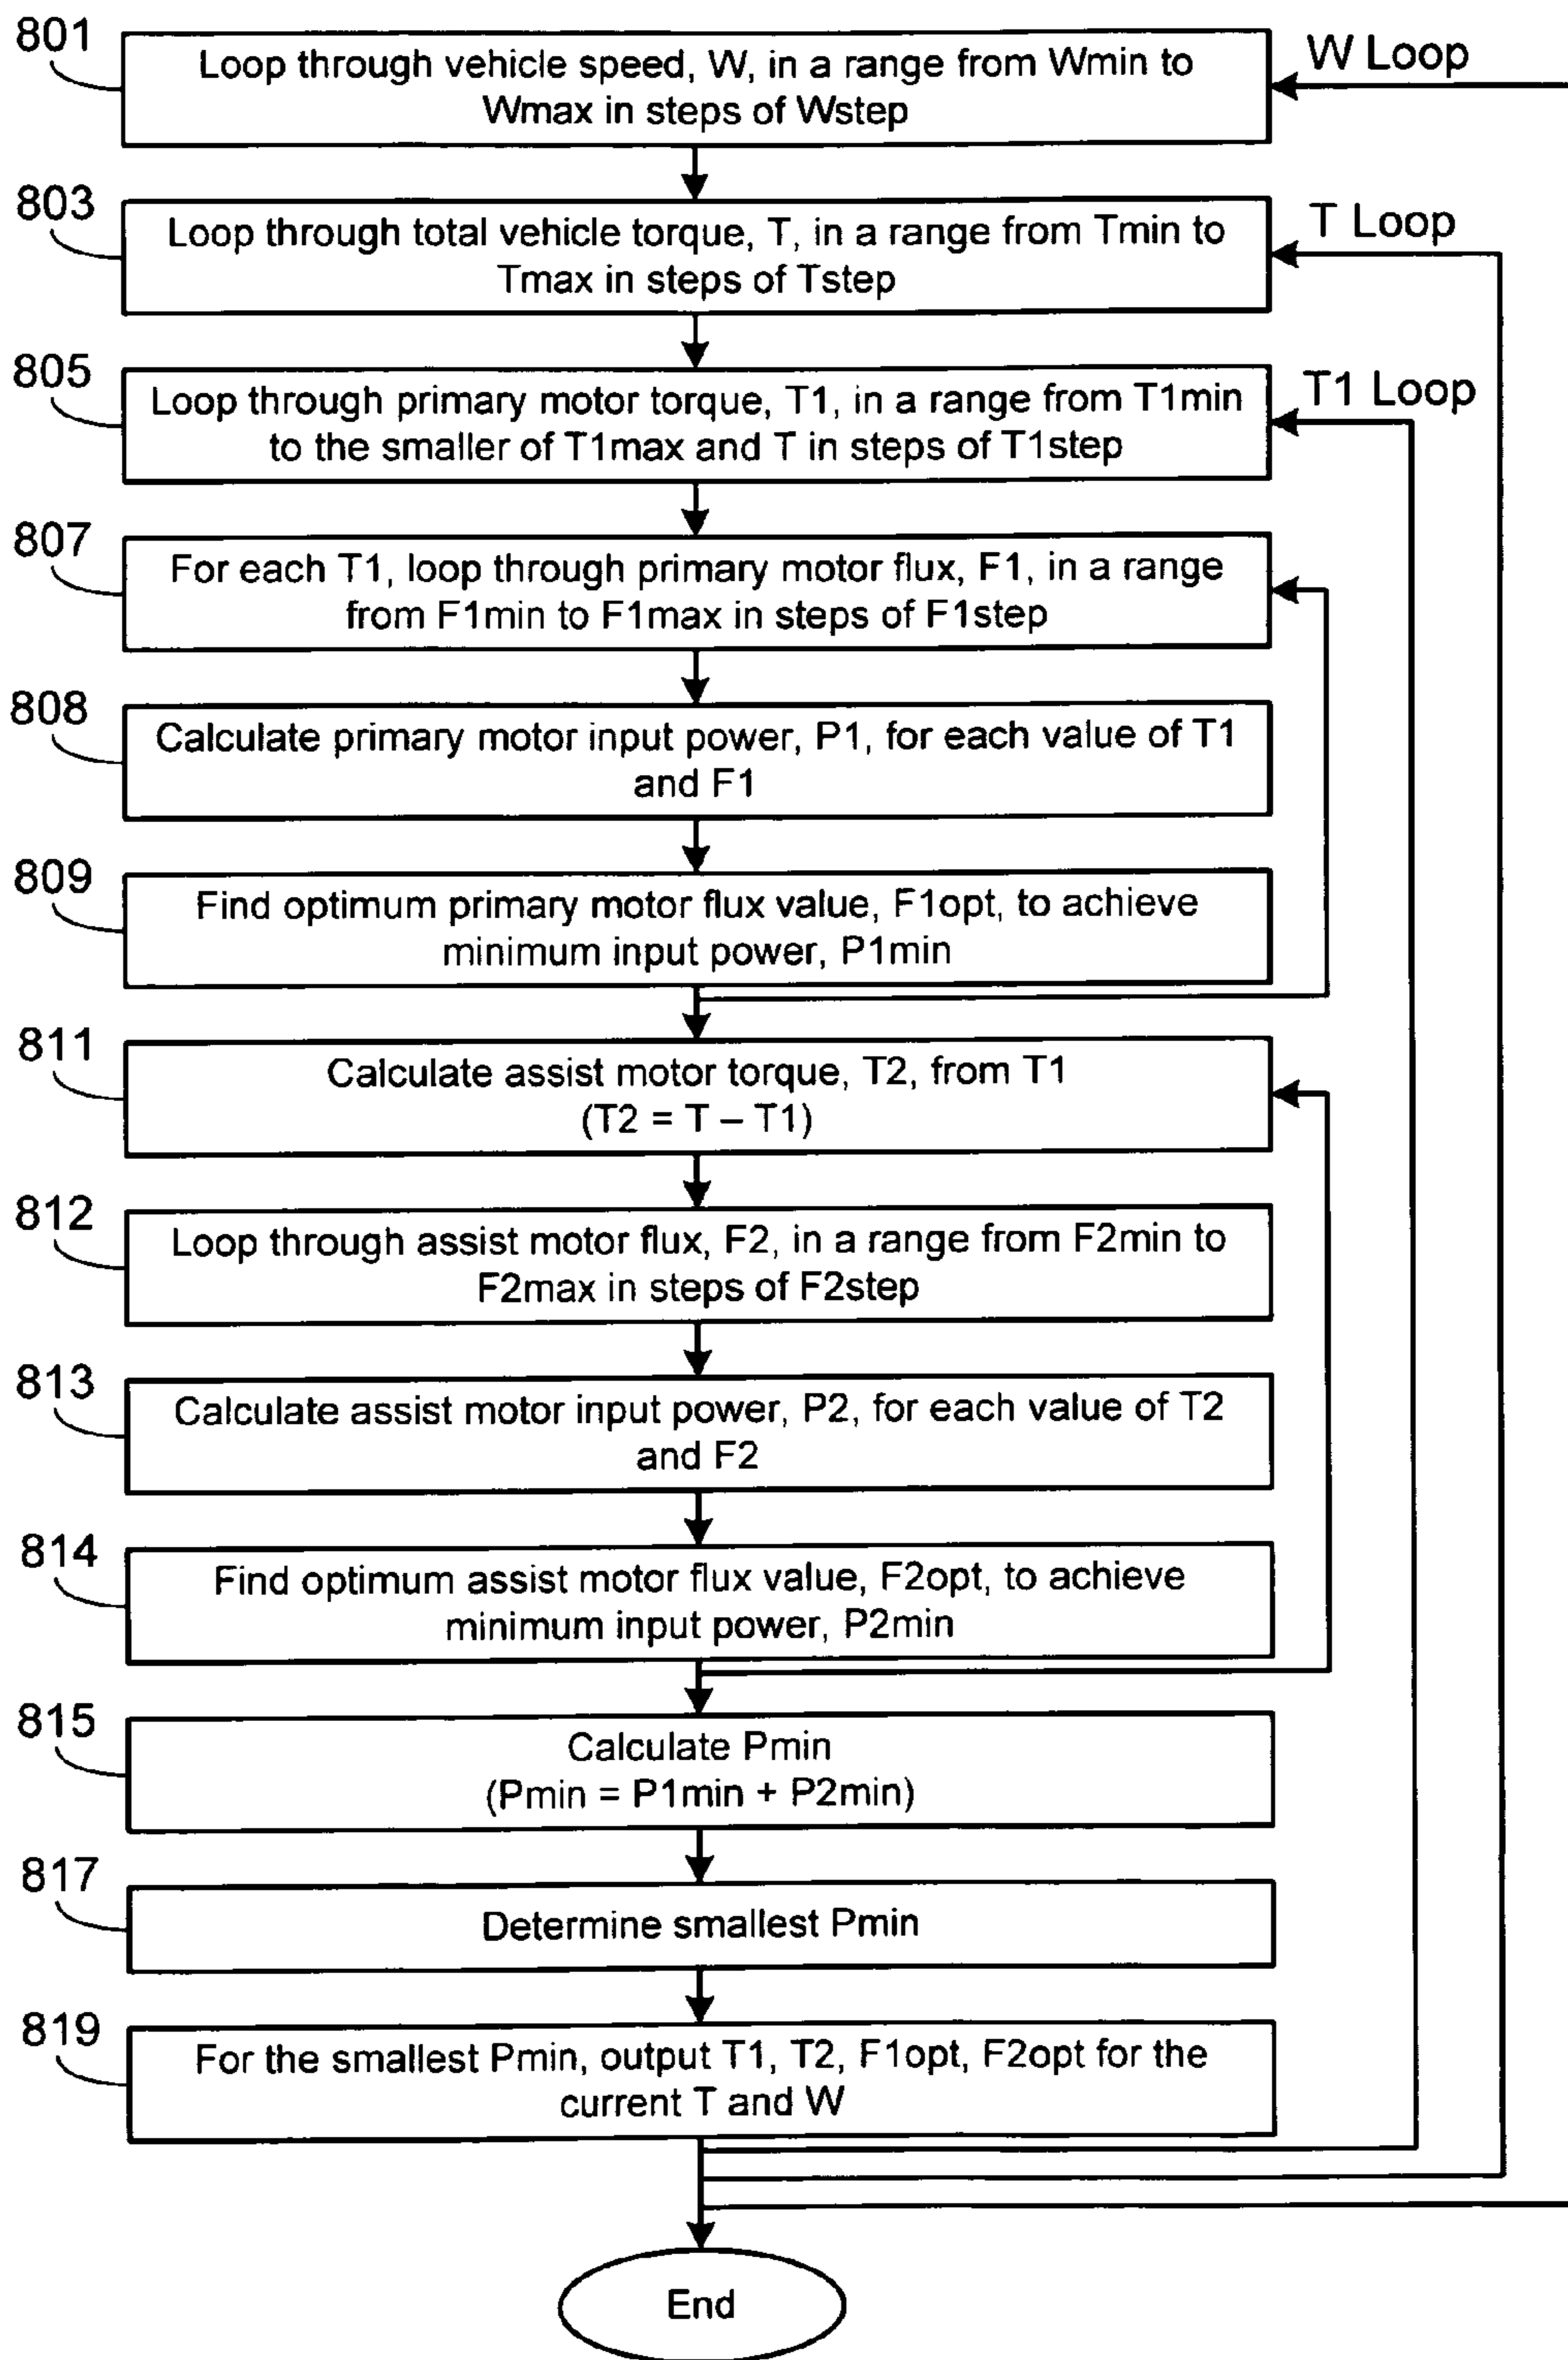 801
Loop through vehicle speed, W, in a range from Wmin to
Wmax in steps of Wstep
W Loop
803
Loop through total vehicle torque, T, in a range from Tmin to
Tmax in steps of Tstep
T Loop
805
Loop through primary motor torque, T1, in a range from T1min
to the smaller of T1max and T in steps of T1step
T1 Loop
807
For each T1, loop through primary motor flux, F1, in a range
from F1min to F1max in steps of F1step
808
Calculate primary motor input power, P1, for each value of T1
and F1
809
Find optimum primary motor flux value, F1opt, to achieve
minimum input power, P1min
811
Calculate assist motor torque, T2, from T1
(T2 = T – T1)
812
Loop through assist motor flux, F2, in a range from F2min to
F2max in steps of F2step
813
Calculate assist motor input power, P2, for each value of T2
and F2
814
Find optimum assist motor flux value, F2opt, to achieve
minimum input power, P2min
815
Calculate Pmin
(Pmin = P1min + P2min)
817
Determine smallest Pmin
819
For the smallest Pmin, output T1, T2, F1opt, F2opt for the
current T and W
End